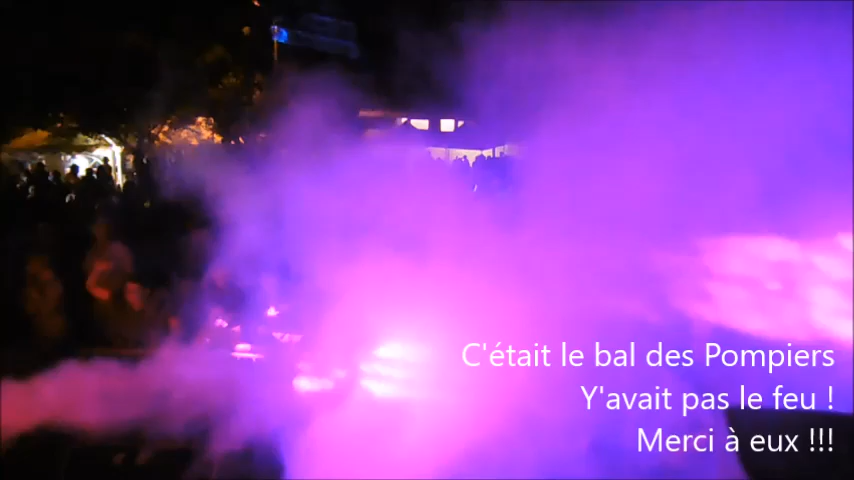 C'était le bal des Pompiers
Y'avait pas le feu !
Merci à eux !!!